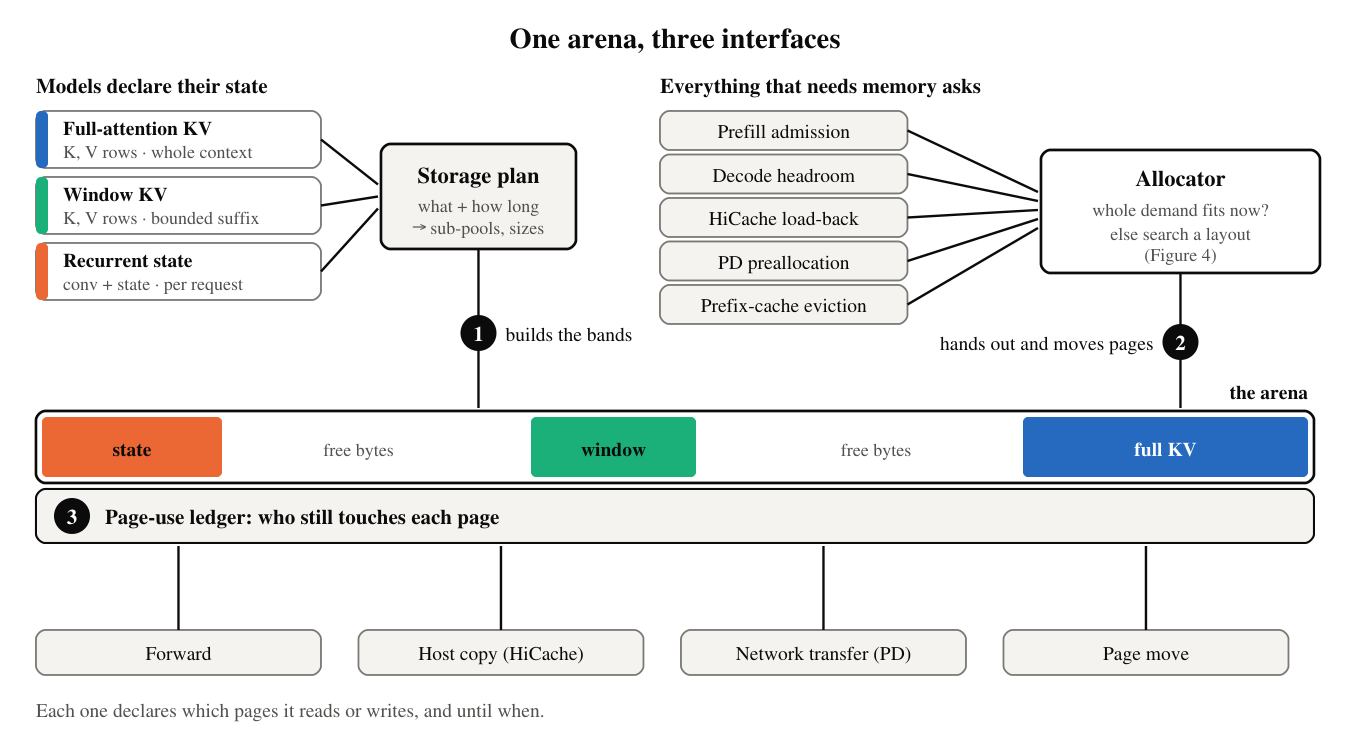 One arena, three interfaces
Models declare their state
Full-attention KV
K, V rows · whole context
Window KV
K, V rows · bounded suffix
Recurrent state
conv + state · per request
Storage plan
what + how long
→ sub-pools, sizes
1
builds the bands
Everything that needs memory asks
Prefill admission
Decode headroom
HiCache load-back
PD preallocation
Prefix-cache eviction
Allocator
whole demand fits now?
else search a layout
(Figure 4)
hands out and moves pages
2
the arena
state
free bytes
window
free bytes
full KV
3
Page-use ledger: who still touches each page
Forward
Host copy (HiCache)
Network transfer (PD)
Page move
Each one declares which pages it reads or writes, and until when.